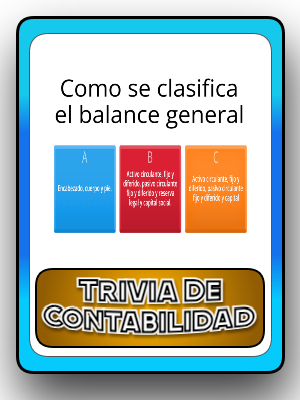 Como se clasifica
el balance general
A
Encabezado, cuerpo y pie.
B
Activo circulante, fijo y
diferido, pasivo circulante
fijo y diferido y reserva
legal y capital social.
C
Activo circulante, fijo y
diferido, pasivo circulante
fijo y diferido y capital
TRIVIA DE
CONTABILIDAD